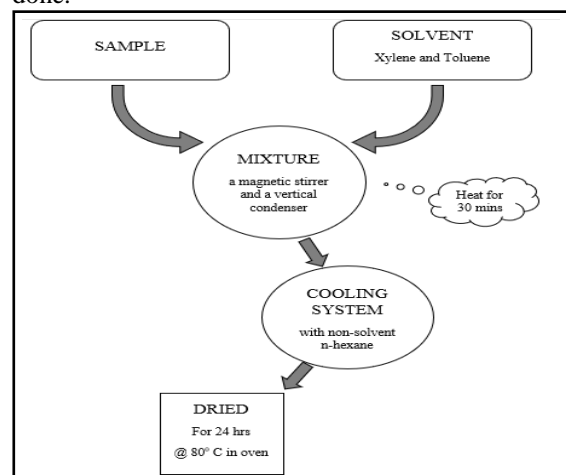 done.
SAMPLE
SOLVENT
Xylene and Toluene
MIXTURE
a magnetic stirrer
and a vertical
condenser
Heat for
30 mins
COOLING
SYSTEM
with non-solvent
n-hexane
DRIED
For 24 hrs
@ 80º C in oven